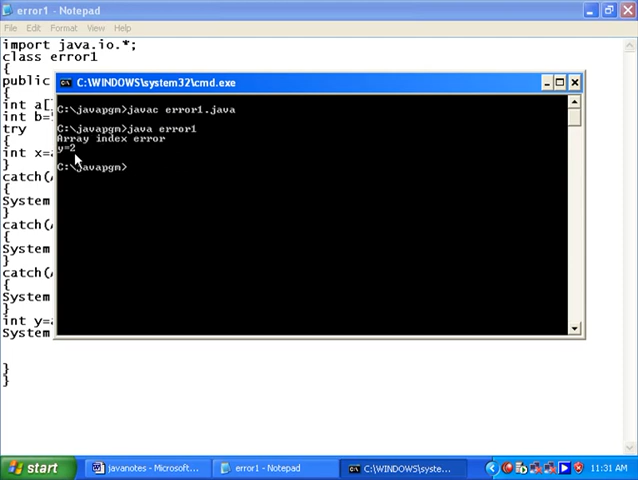 error1 - Notepad
File Edit Format View Help
import java.io.*;
class error1
{
public
{
int a[]
int b=
try
{
int x=a
catch(A
{
System
}
catch(A
{
System
}
catch(A
{
System
}
int y=a
System
}
}
C:\WINDOWS\system32\cmd.exe
C:\javapgm>javac error1.java
C:\javapgm>java error1
Array index error
y=2
C:\javapgm>
start
javanotes - Microsoft...
error1 - Notepad
C:\WINDOWS\syste...
11:31 AM